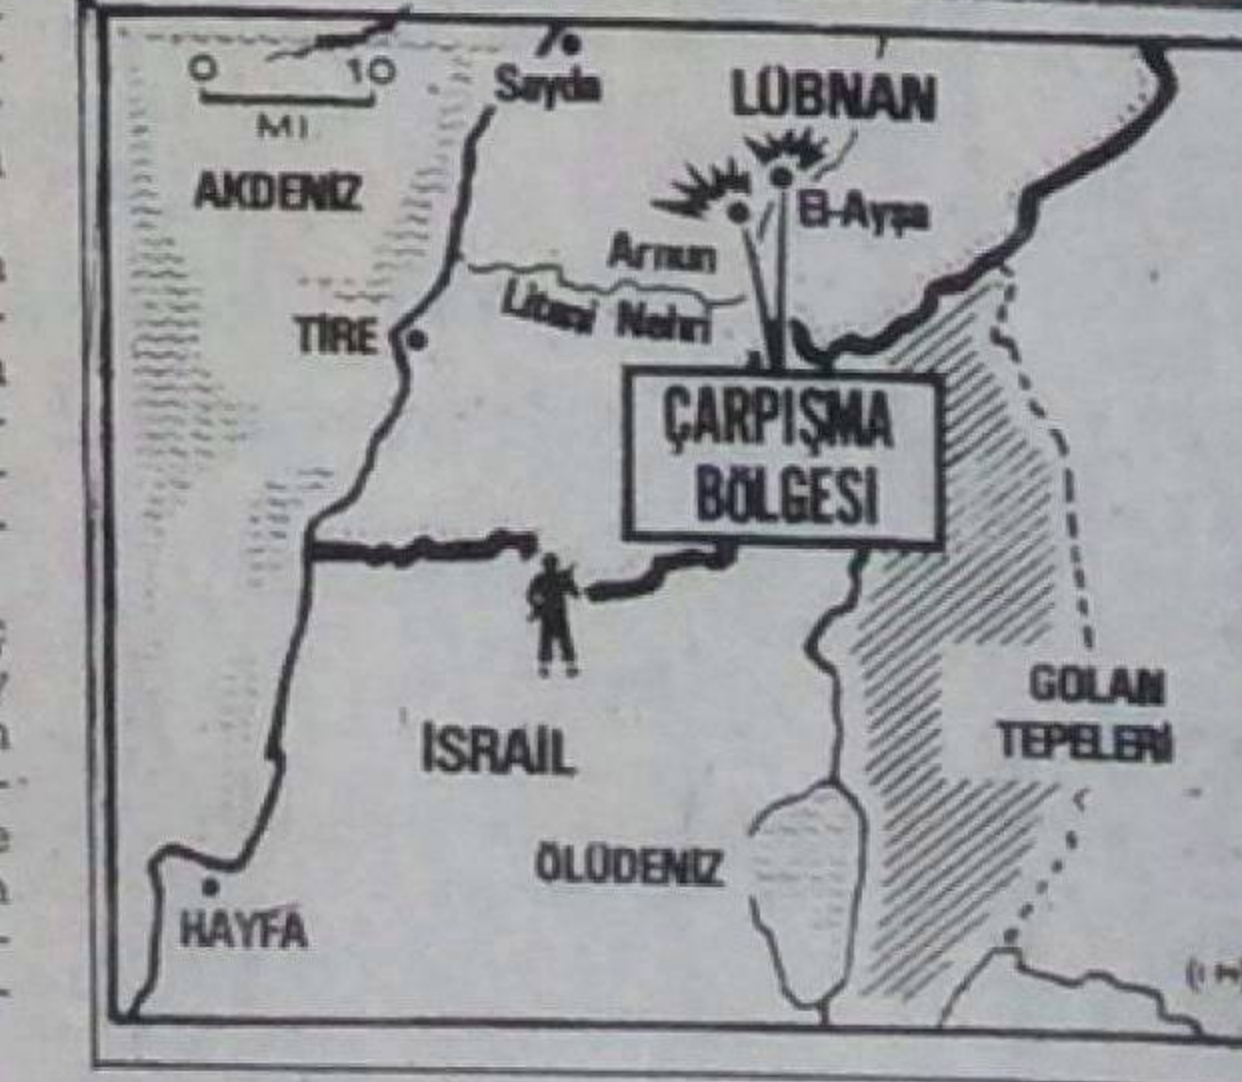 0 10
MI
Sayda
LÜBNAN
AKDENİZ
El-Ayşa
Arnun
Litani Nehri
TİRE
ÇARPIŞMA
BÖLGESİ
GOLAN
TEPELERİ
İSRAİL
ÖLÜDENİZ
HAYFA